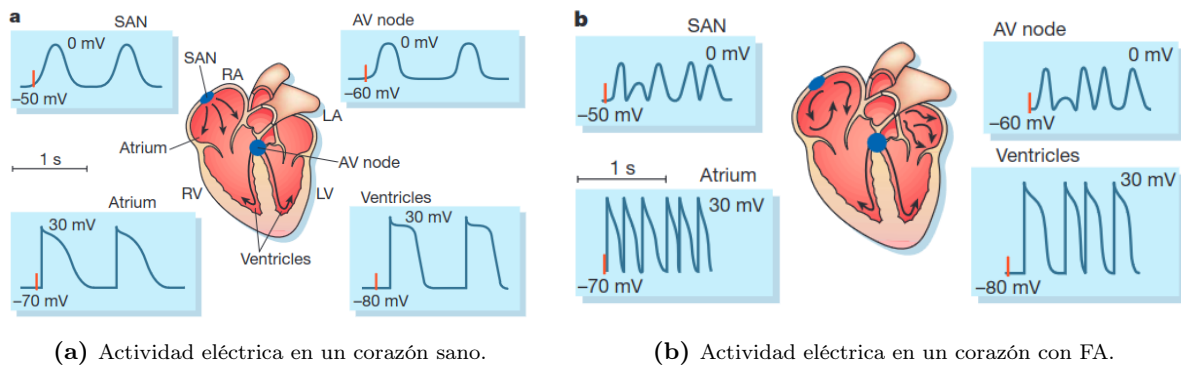 a
SAN
0 mV
−50 mV
AV node
0 mV
−60 mV
SAN
RA
LA
Atrium
AV node
1 s
RV
LV
Atrium
30 mV
−70 mV
Ventricles
30 mV
−80 mV
Ventricles
b
SAN
0 mV
−50 mV
AV node
0 mV
−60 mV
1 s
Atrium
30 mV
−70 mV
Ventricles
30 mV
−80 mV
(a) Actividad eléctrica en un corazón sano.
(b) Actividad eléctrica en un corazón con FA.